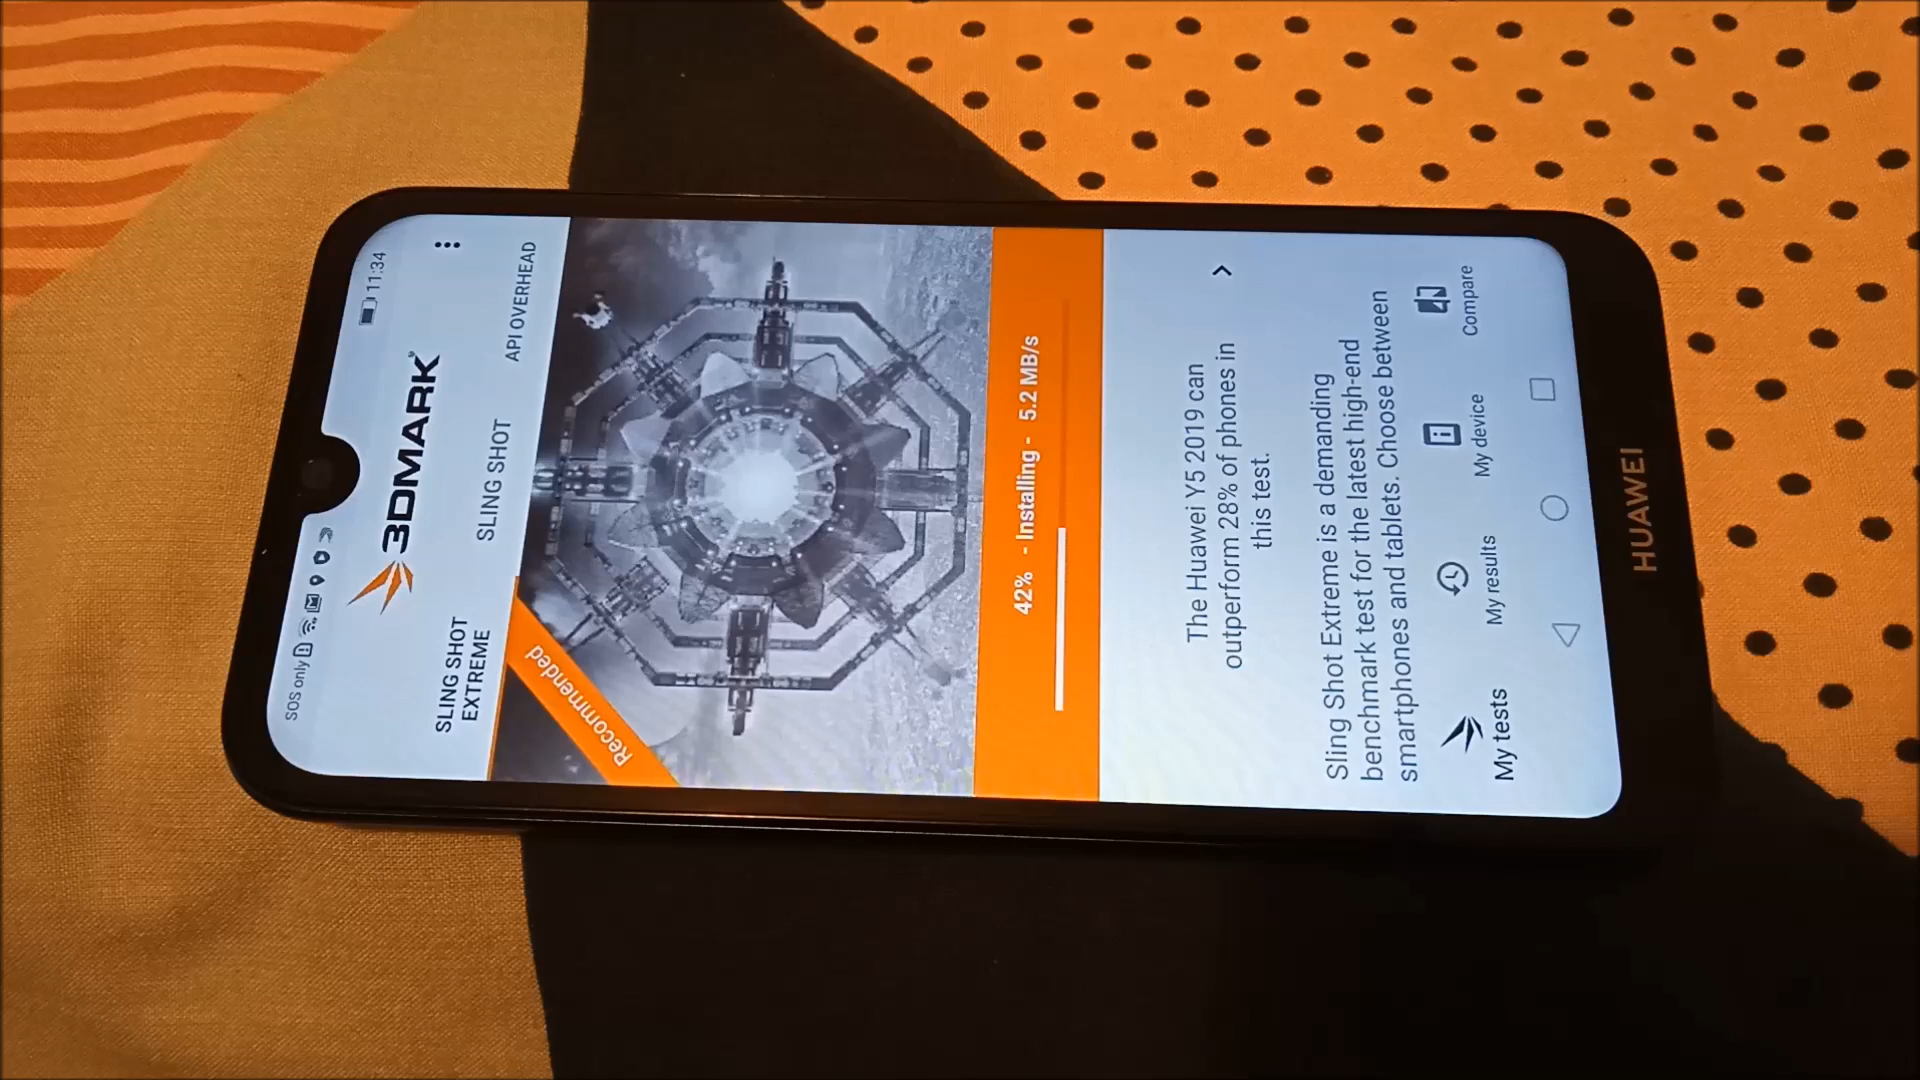 SOS only
11:34
3DMARK
SLING SHOT
EXTREME
SLING SHOT
API OVERHEAD
Recommended
42% - Installing - 5.2 MB/s
The Huawei Y5 2019 can
outperform 28% of phones in
this test.
Sling Shot Extreme is a demanding
benchmark test for the latest high-end
smartphones and tablets. Choose between
My tests
My results
My device
Compare
HUAWEI